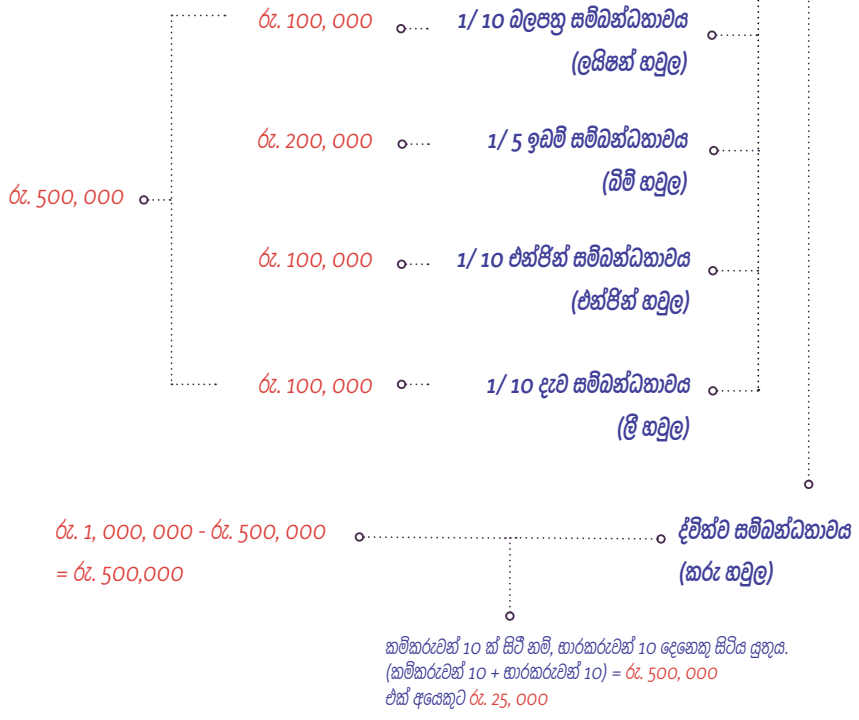 රු. 100, 000
1/ 10 බලපත්‍ර සම්බන්ධතාවය
(ලයිෂන් හවුල)
රු. 200, 000
1/ 5 ඉඩම් සම්බන්ධතාවය
(බිම් හවුල)
රු. 500, 000
රු. 100, 000
1/ 10 එන්ජින් සම්බන්ධතාවය
(එන්ජින් හවුල)
රු. 100, 000
1/ 10 දැව සම්බන්ධතාවය
(ලී හවුල)
රු. 1, 000, 000 - රු. 500, 000
= රු. 500,000
ද්විත්ව සම්බන්ධතාවය
(කරු හවුල)
කම්කරුවන් 10 ක් සිටී නම්, භාරකරුවන් 10 දෙනෙකු සිටිය යුතුය.
(කම්කරුවන් 10 + භාරකරුවන් 10) = රු. 500, 000
එක් අයෙකුට රු. 25, 000